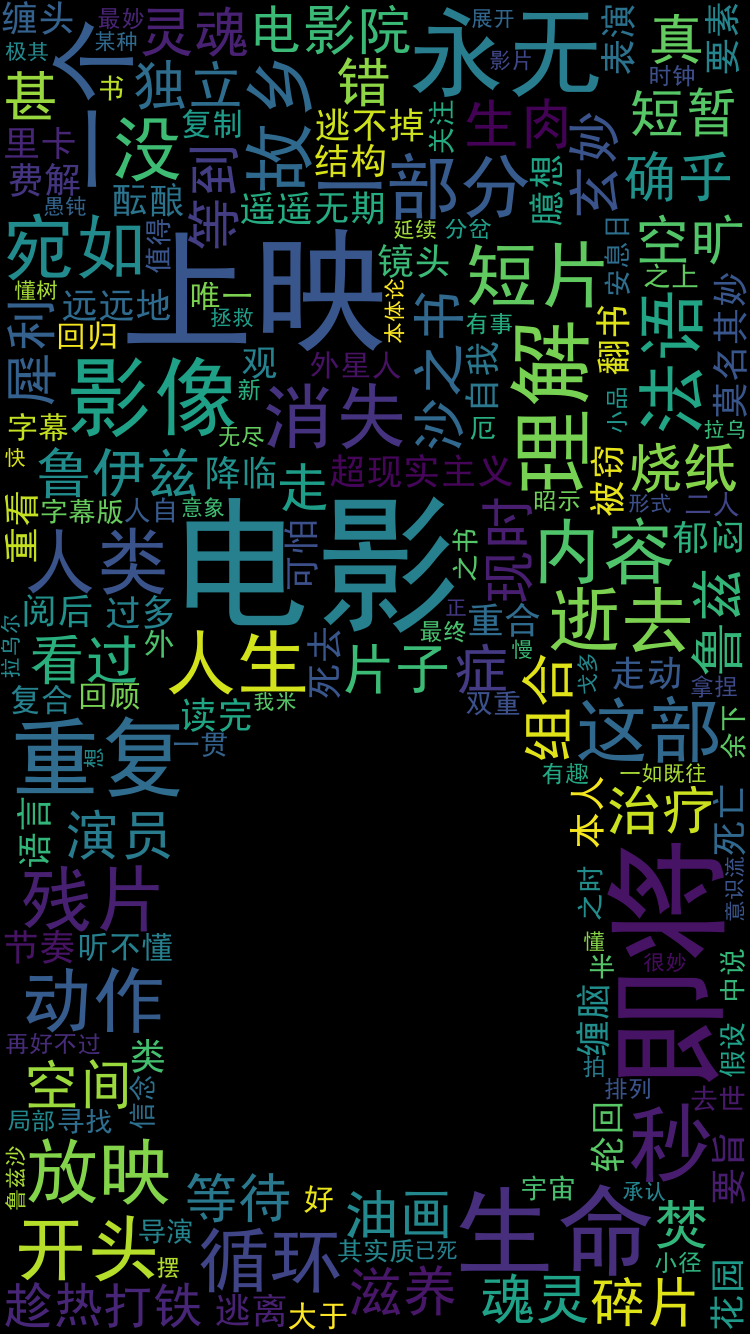 缠头
最妙
某种
极其
灵魂
电影院
永无
展开
影片
表演
真
要素
时钟
甚
一个
书
独立
故乡
错
短暂
里卡
没
复制
逃不掉
关注
生肉
费解
结构
玄妙
愚钝
酝酿
等到
一部分
臆想
确乎
遥遥无期
宛如
值得
延续
分岔
安息日
空旷
上映
镜头
短片
之上
懂树
远远地
唯一
本体论
沙之书
有事
理解
翻书
法语
莫名其妙
犀利
回归
拯救
影像
观
外星人
自我
新
消失
小品
字幕
无尽
厄
拉乌
快
鲁伊兹
降临
走
超现实主义
被窃
烧纸
重看
字幕版
人自
意象
昭示
形式
二人
电影
人类
可怕
之书
现时
内容
郁闷
阅后
过多
正
重合
逝去
鲁兹
拉乌尔
看过
外
最终
人生
死去
片子
症
慢
组合
戈多
走动
拿捏
复合
回顾
读完
我米
双重
这部
余下
重复
想
一贯
有趣
一如既往
语言
演员
本人
治疗
死亡
残片
之时
即将
意识流
节奏
听不懂
懂
半
很妙
中说
动作
缠脑
假设
再好不过
类
拍
空间
信念
排列
去世
局部
寻找
轮回
秒
要旨
鲁兹沙
放映
等待
好
宇宙
承认
油画
生命
焚
开头
导演
摆
循环
其实质
已死
小径
趁热打铁
逃离
大于
滋养
魂灵
碎片
花园